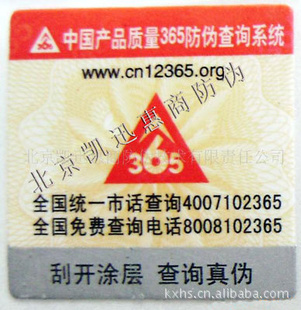 中国产品质量365防伪查询系统
www.cn12365.org
北京凯迅惠商防伪
365
全国统一市话查询4007102365
全国免费查询电话8008102365
刮开涂层 查询真伪
kxhs.cn.alibaba.com